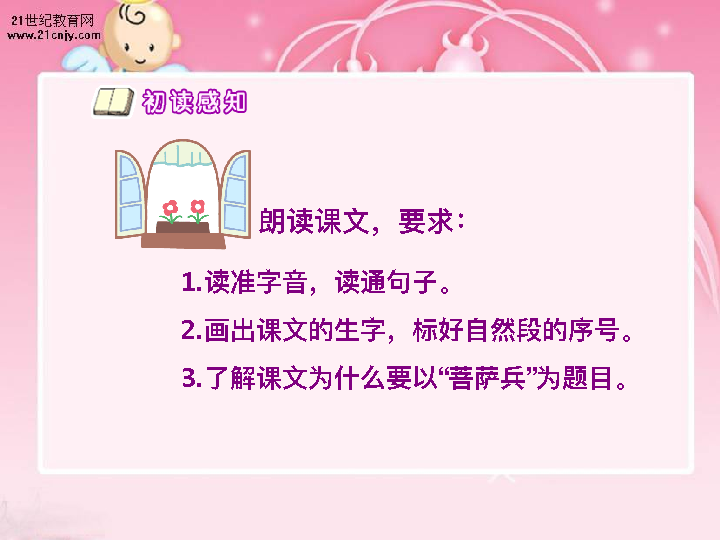 21世纪教育网
www.21cnjy.com
初读感知
朗读课文，要求：
1.读准字音，读通句子。
2.画出课文的生字，标好自然段的序号。
3.了解课文为什么要以“菩萨兵”为题目。